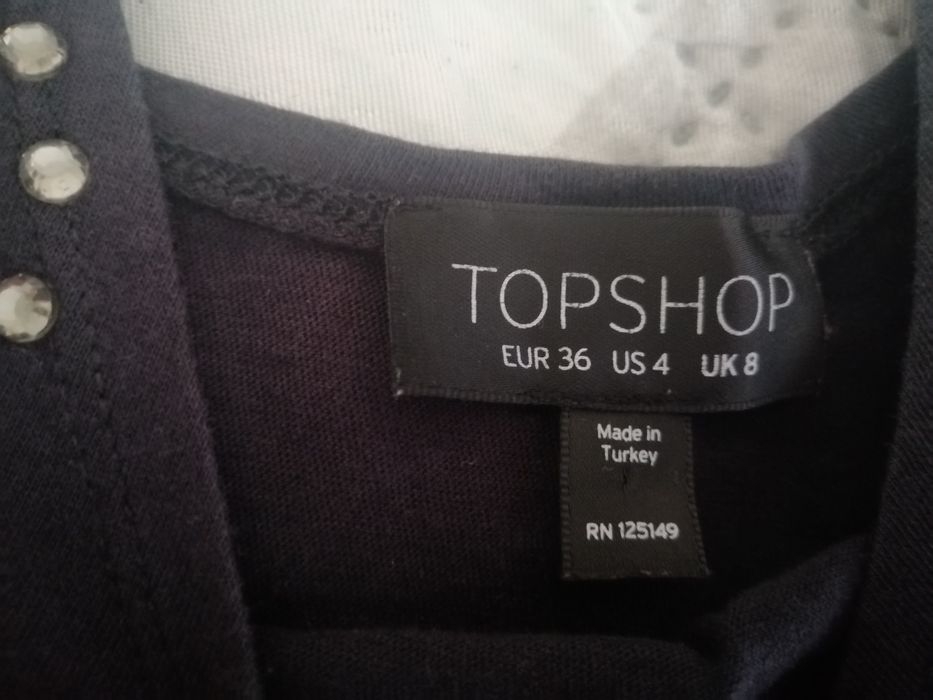 TOPSHOP
EUR 36 US 4 UK 8
Made in
Turkey
RN 125149